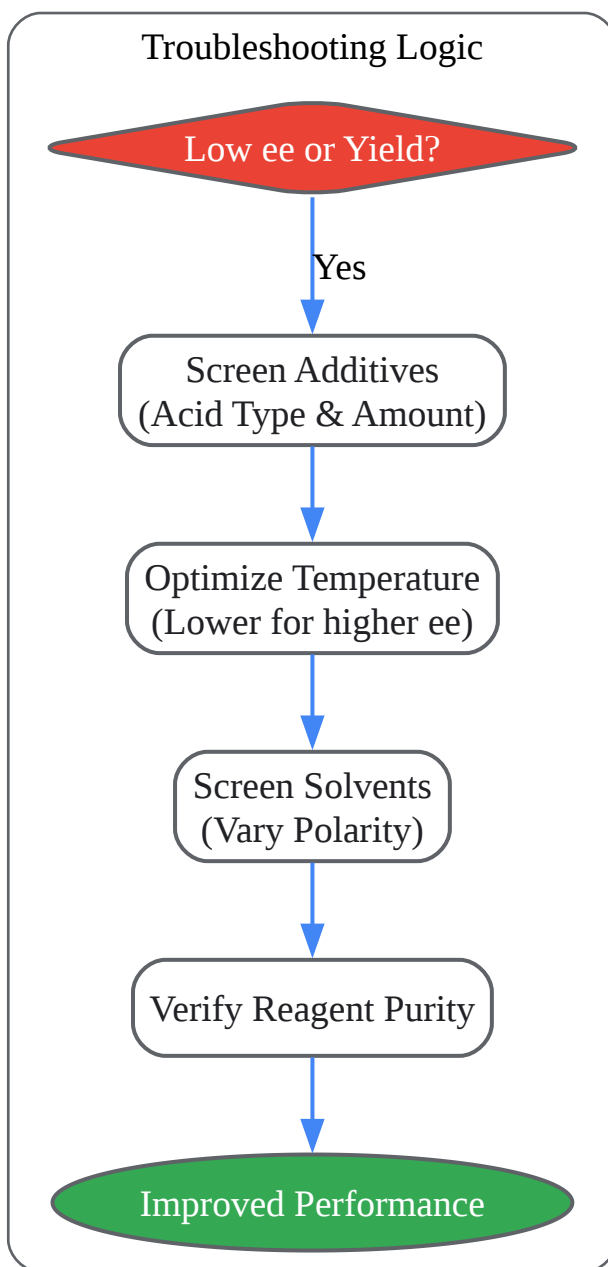 Troubleshooting Logic
Low ee or Yield?
Yes
Screen Additives
(Acid Type & Amount)
Optimize Temperature
(Lower for higher ee)
Screen Solvents
(Vary Polarity)
Verify Reagent Purity
Improved Performance